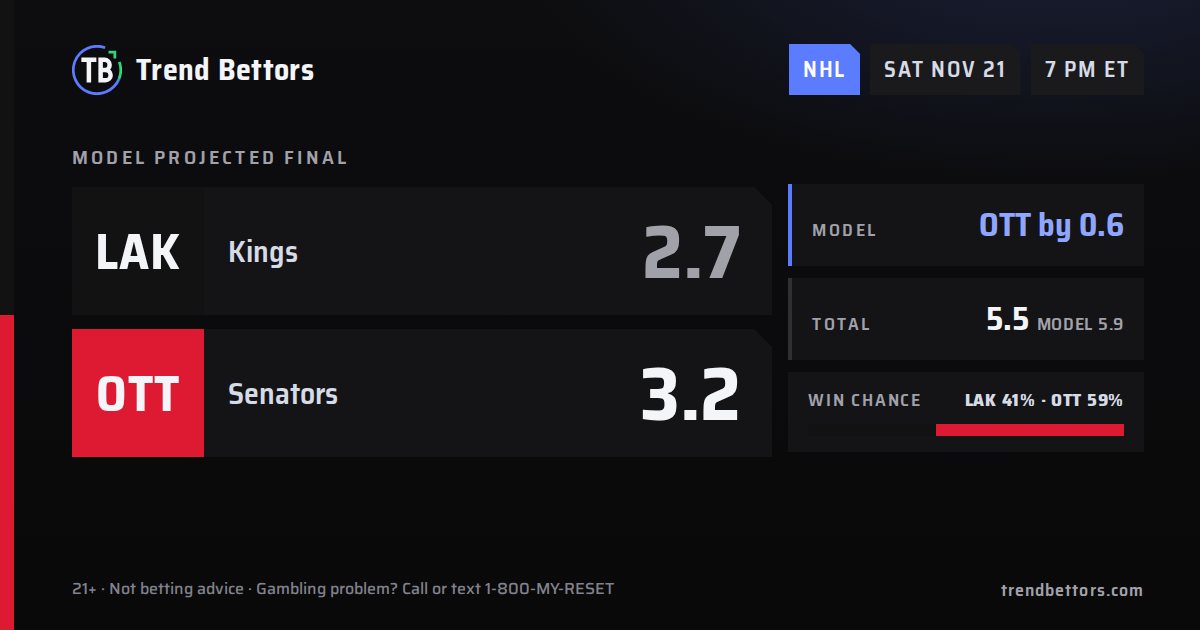 TB Trend Bettors
NHL SAT NOV 21 7 PM ET
MODEL PROJECTED FINAL
LAK Kings 2.7
OTT Senators 3.2
MODEL OTT by 0.6
TOTAL 5.5 MODEL 5.9
WIN CHANCE LAK 41% · OTT 59%
21+ · Not betting advice · Gambling problem? Call or text 1-800-MY-RESET
trendbettors.com